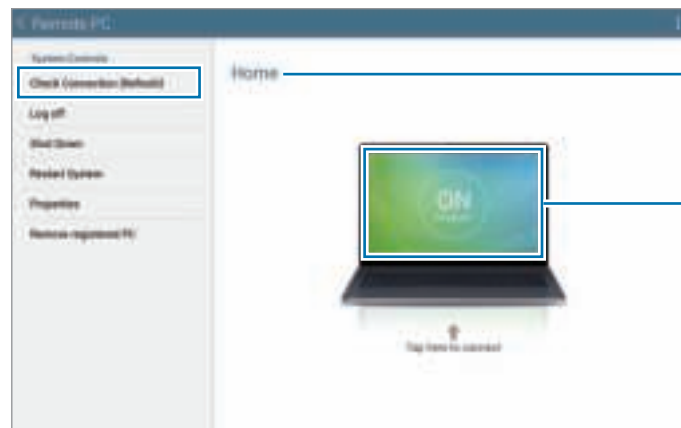 Remote PC
System Controls
Check Connection (Refresh)
Home
Log off
Shut Down
Restart System
Properties
Remove registered PC
ON
Tap here to connect